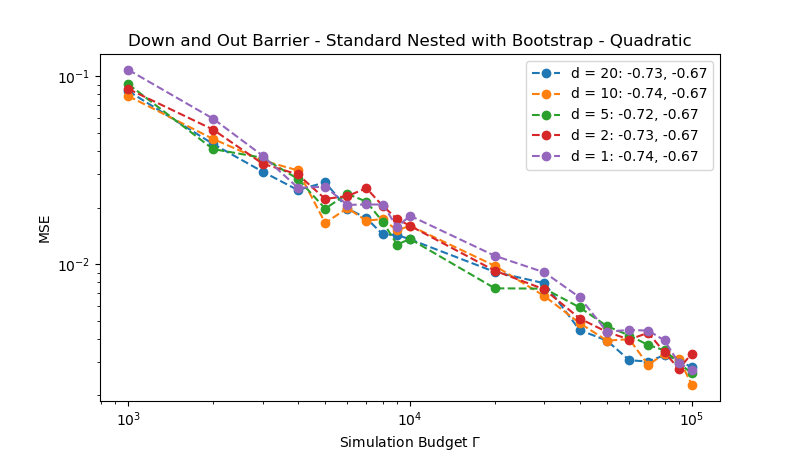 Down and Out Barrier - Standard Nested with Bootstrap - Quadratic
d = 20: -0.73, -0.67
d = 10: -0.74, -0.67
d = 5: -0.72, -0.67
d = 2: -0.73, -0.67
d = 1: -0.74, -0.67
MSE
10⁻¹
10⁻²
10³
10⁴
10⁵
Simulation Budget Γ